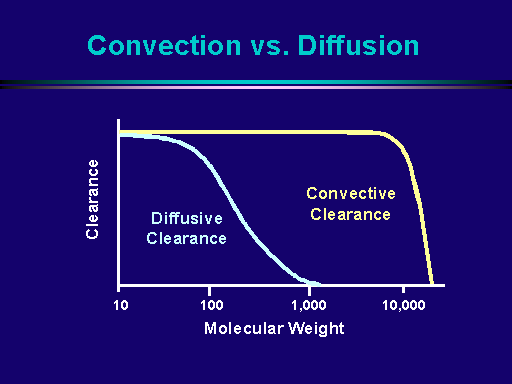 Convection vs. Diffusion
Clearance
Convective
Clearance
Diffusive
Clearance
10
100
1,000
10,000
Molecular Weight